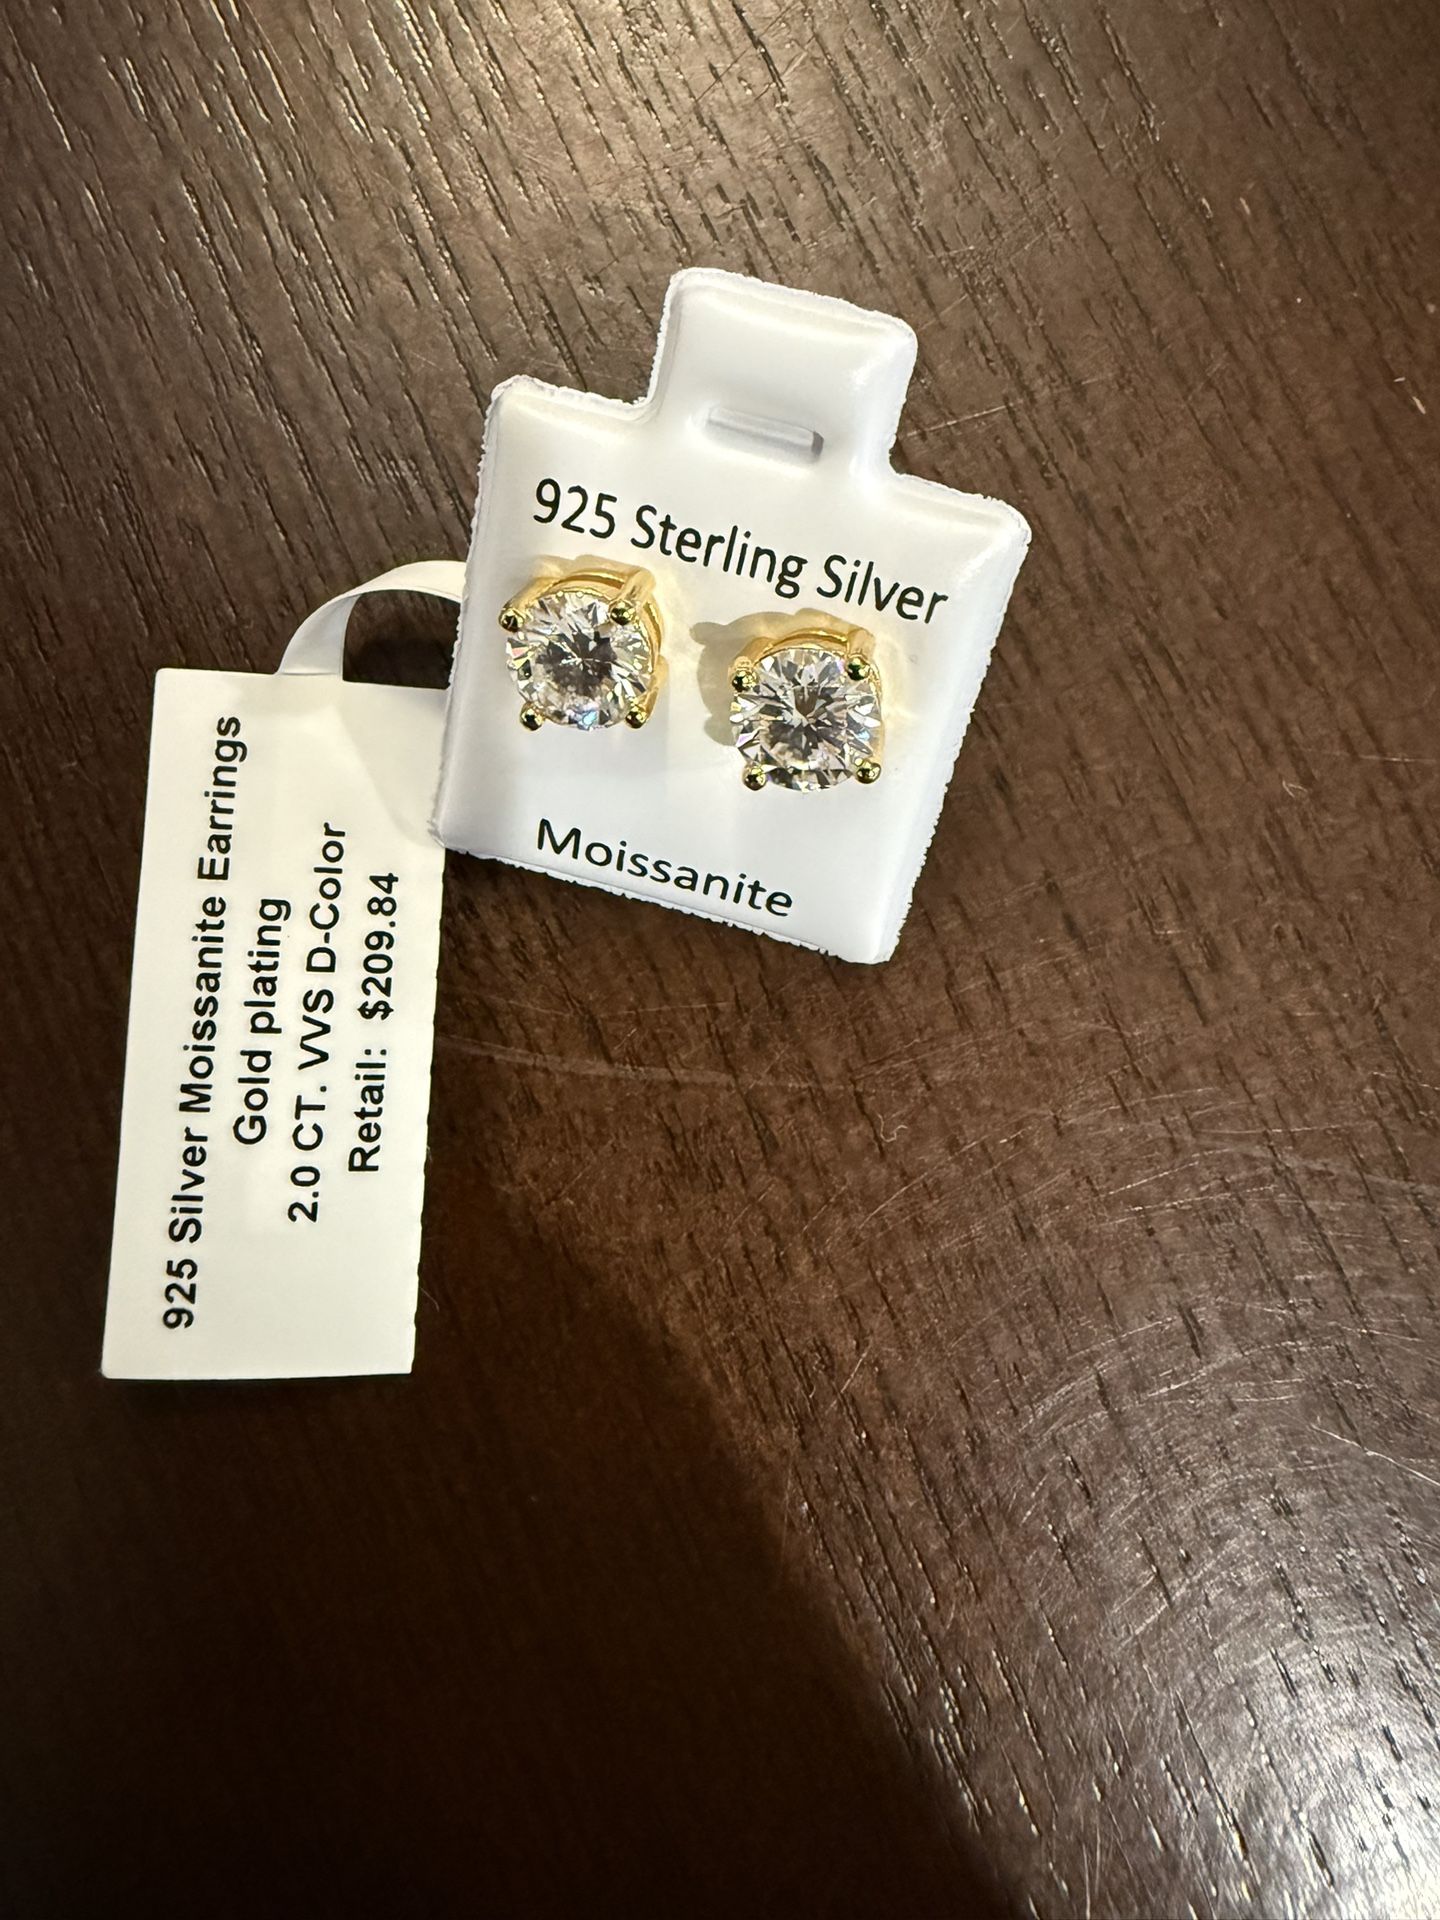 925 Sterling Silver
Moissanite
925 Silver Moissanite Earrings
Gold plating
2.0 CT. VVS D-Color
Retail: $209.84